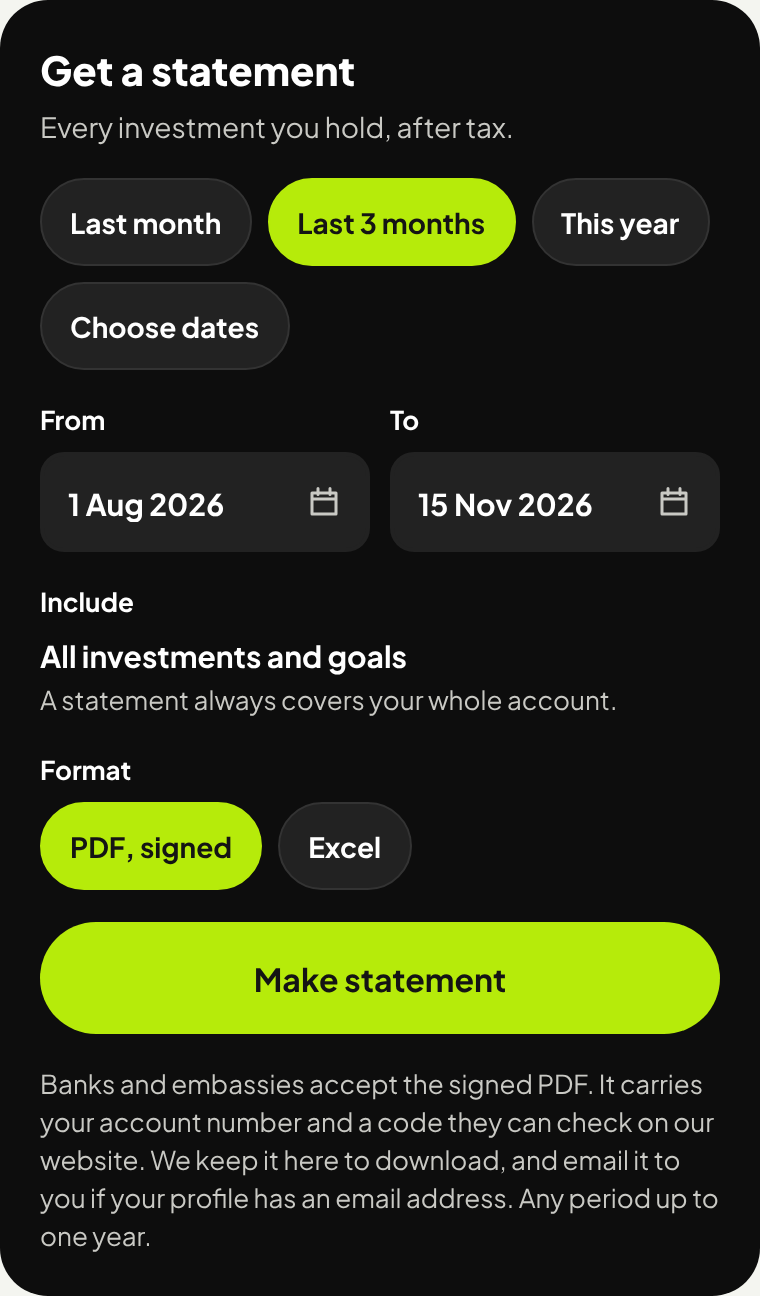 Get a statement
Every investment you hold, after tax.
Last month
Last 3 months
This year
Choose dates
From
To
1 Aug 2026
15 Nov 2026
Include
All investments and goals
A statement always covers your whole account.
Format
PDF, signed
Excel
Make statement
Banks and embassies accept the signed PDF. It carries
your account number and a code they can check on our
website. We keep it here to download, and email it to
you if your profile has an email address. Any period up to
one year.